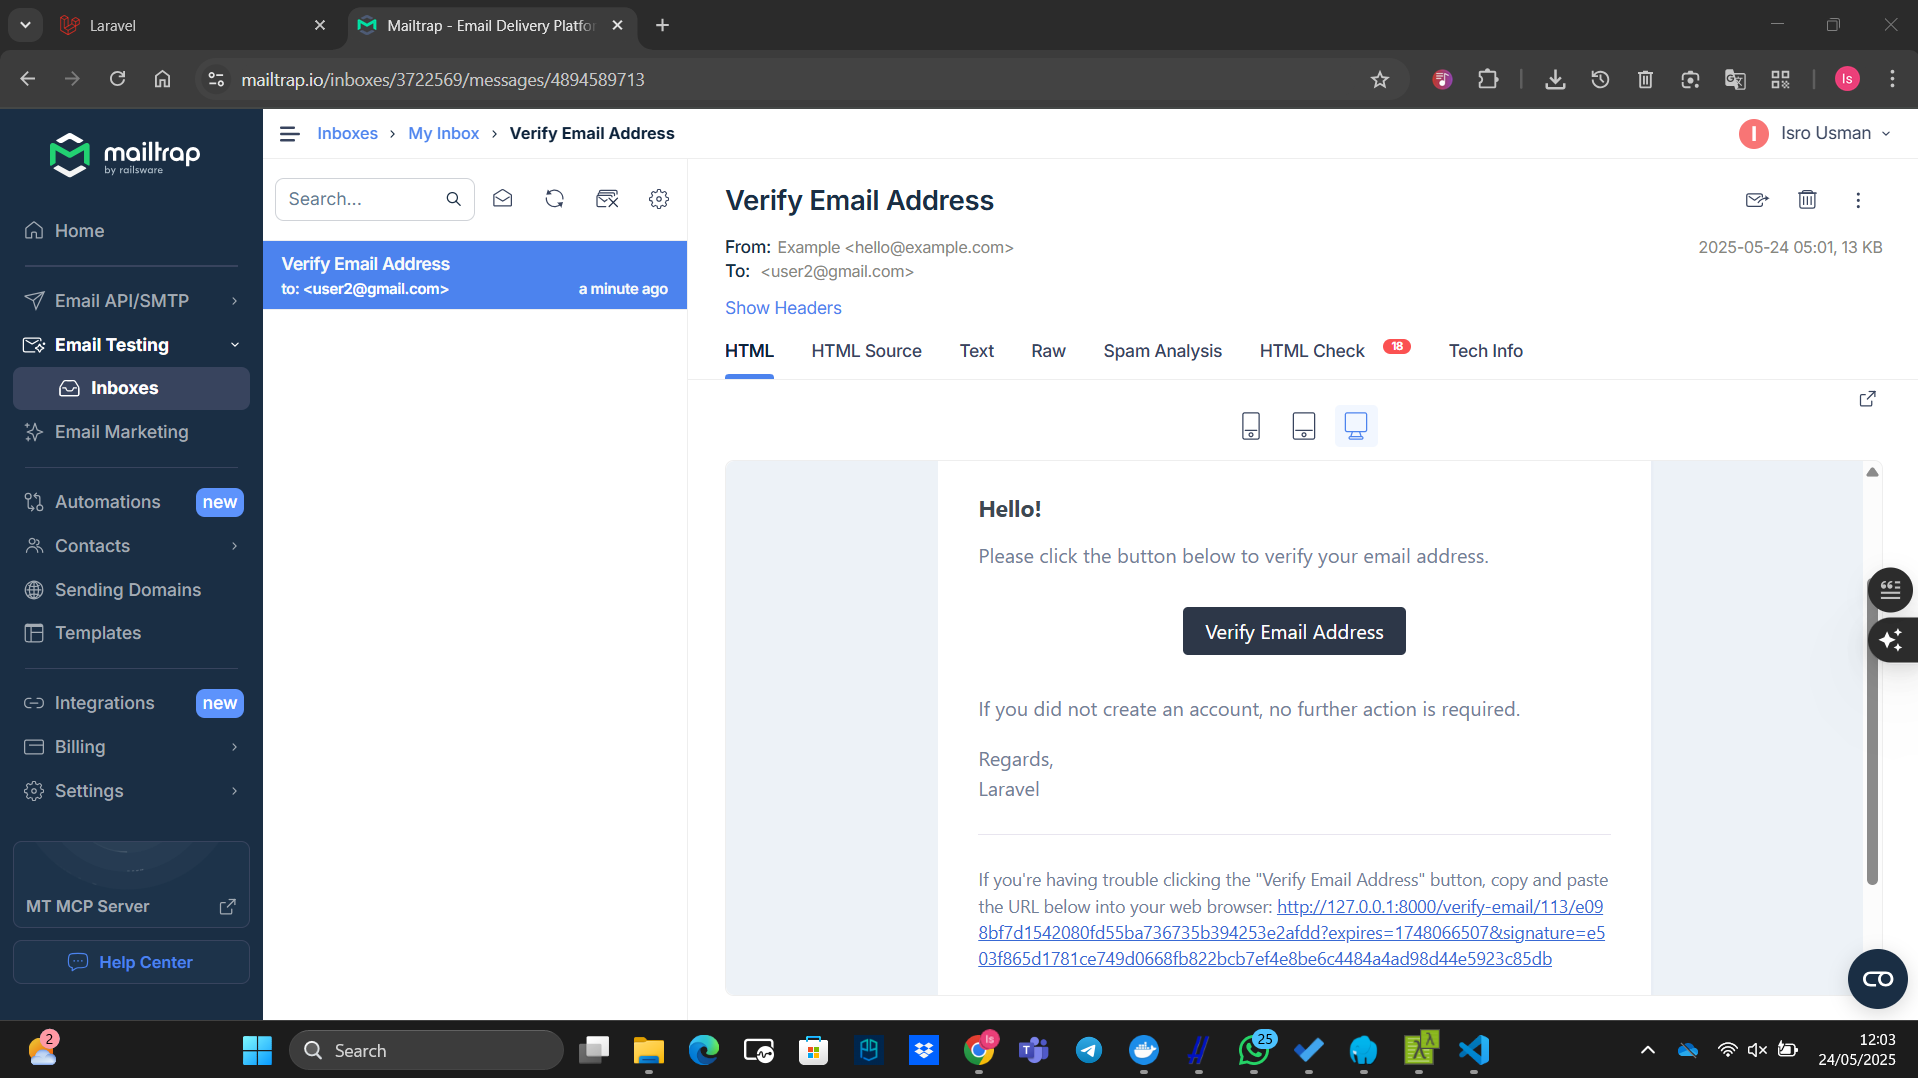 Laravel
Mailtrap - Email Delivery Platfo
mailtrap.io/inboxes/3722569/messages/4894589713
Is
mailtrap
by railsware
Home
Email API/SMTP
Email Testing
Inboxes
Email Marketing
Automations new
Contacts
Sending Domains
Templates
Integrations new
Billing
Settings
MT MCP Server
Help Center
Inboxes › My Inbox › Verify Email Address
I Isro Usman
Search...
Verify Email Address
to: <user2@gmail.com> a minute ago
Verify Email Address
From: Example <hello@example.com>
2025-05-24 05:01, 13 KB
To: <user2@gmail.com>
Show Headers
HTML HTML Source Text Raw Spam Analysis HTML Check 18 Tech Info
Hello!
Please click the button below to verify your email address.
Verify Email Address
If you did not create an account, no further action is required.
Regards,
Laravel
If you're having trouble clicking the "Verify Email Address" button, copy and paste
the URL below into your web browser: http://127.0.0.1:8000/verify-email/113/e09
8bf7d1542080fd55ba736735b394253e2afdd?expires=1748066507&signature=e5
03f865d1781ce749d0668fb822bcb7ef4e8be6c4484a4ad98d44e5923c85db
2
Search
Is
25
12:03
24/05/2025